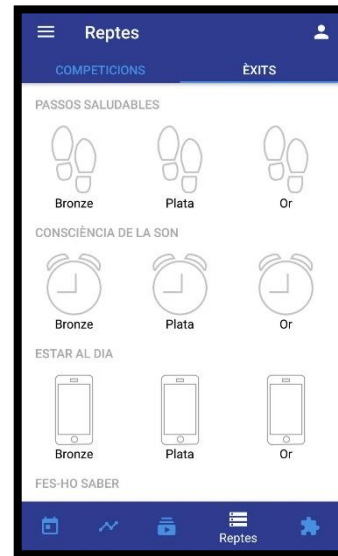 Reptes
COMPETICIONS ÈXITS
PASSOS SALUDABLES
Bronze Plata Or
CONSCIÈNCIA DE LA SON
Bronze Plata Or
ESTAR AL DIA
Bronze Plata Or
FES-HO SABER
Reptes